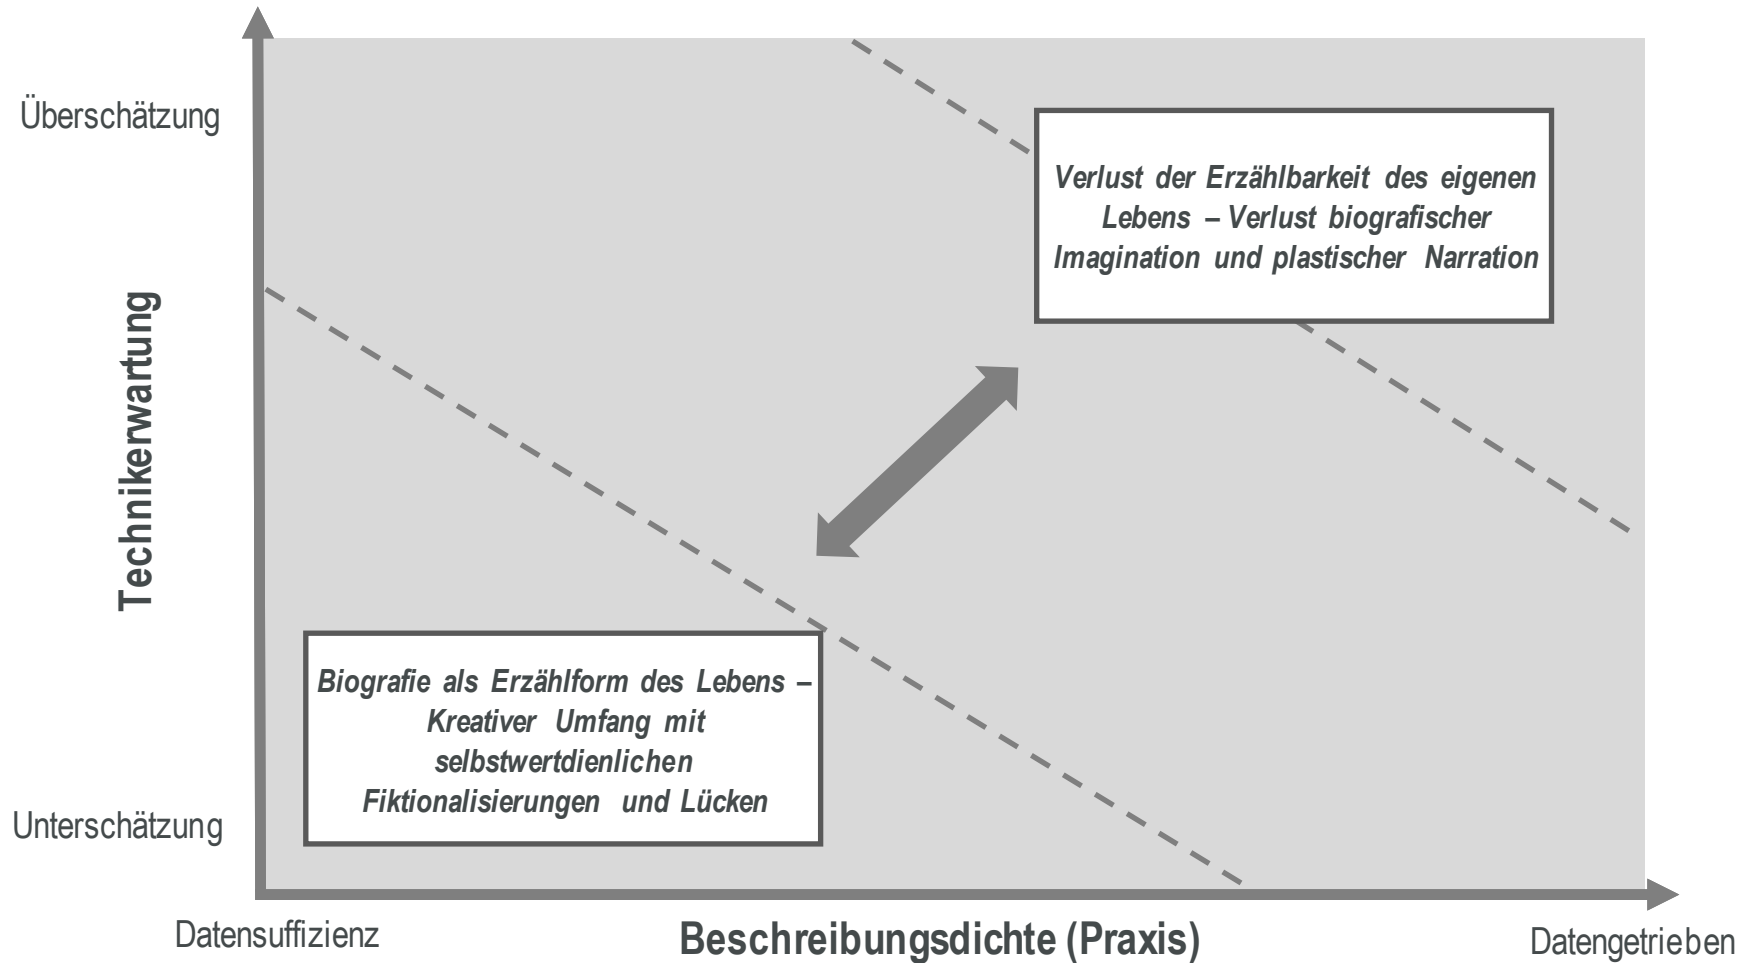 Überschätzung
Verlust der Erzählbarkeit des eigenen
Lebens – Verlust biografischer
Imagination und plastischer Narration
Technikerwartung
Biografie als Erzählform des Lebens –
Kreativer Umfang mit
selbstwertdienlichen
Fiktionalisierungen und Lücken
Unterschätzung
Datensuffizienz
Beschreibungsdichte (Praxis)
Datengetrieben